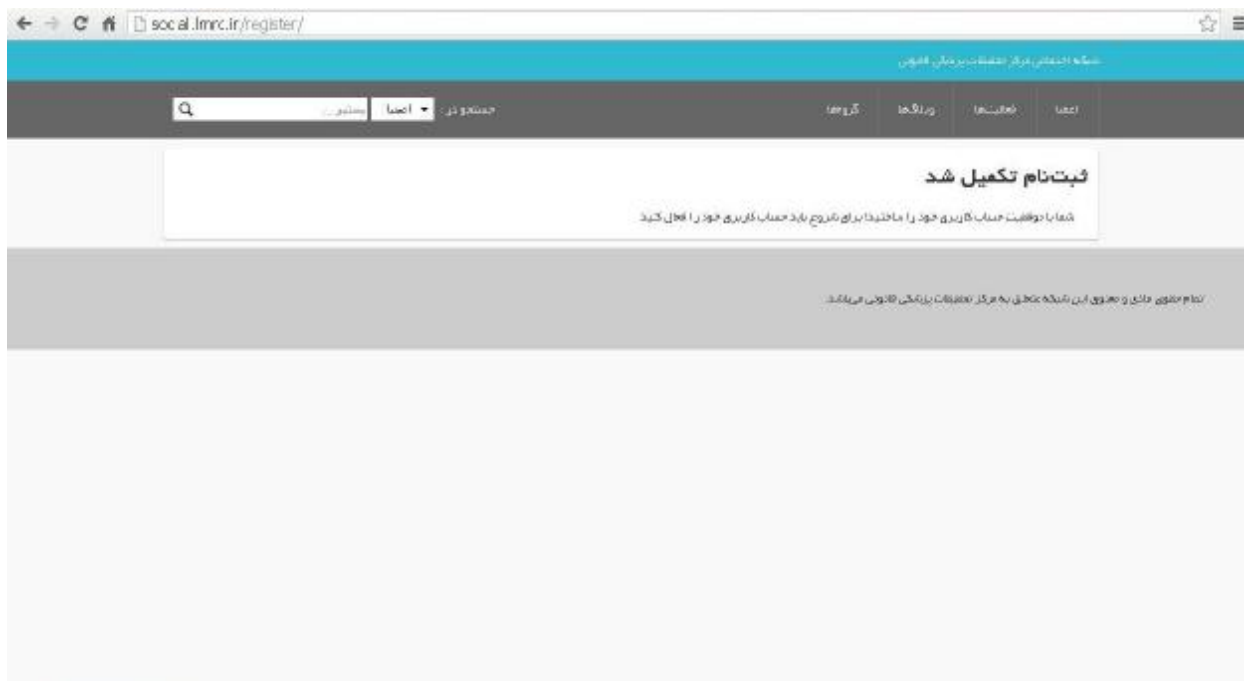 social.lmrc.ir/register/
شبکه اجتماعی مرکز تحقیقات پزشکی قانونی
اعضا فعالیت‌ها وبلاگ‌ها گروه‌ها جستجو در: اعضا
ثبت‌نام تکمیل شد
شما با موفقیت حساب کاربری خود را ساختید! برای شروع باید حساب کاربری خود را فعال کنید
تمام حقوق مادی و معنوی این شبکه متعلق به مرکز تحقیقات پزشکی قانونی می‌باشد.